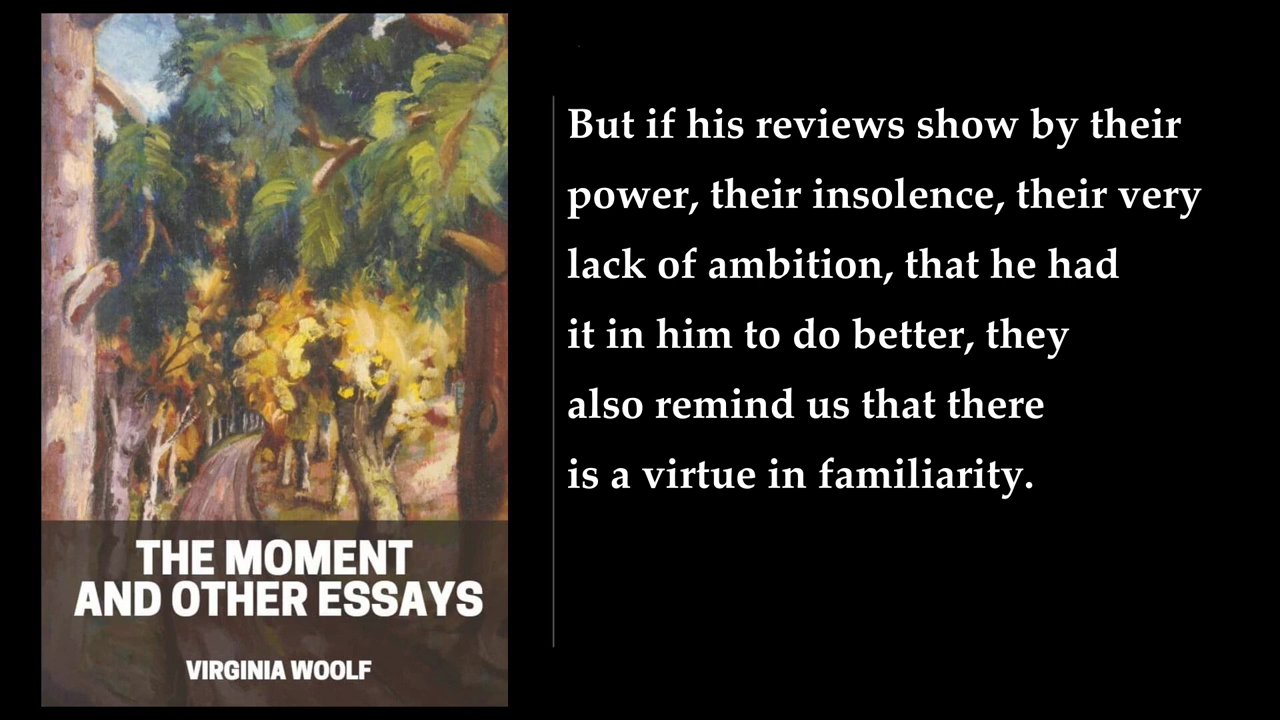 THE MOMENT
AND OTHER ESSAYS
VIRGINIA WOOLF
But if his reviews show by their
power, their insolence, their very
lack of ambition, that he had
it in him to do better, they
also remind us that there
is a virtue in familiarity.